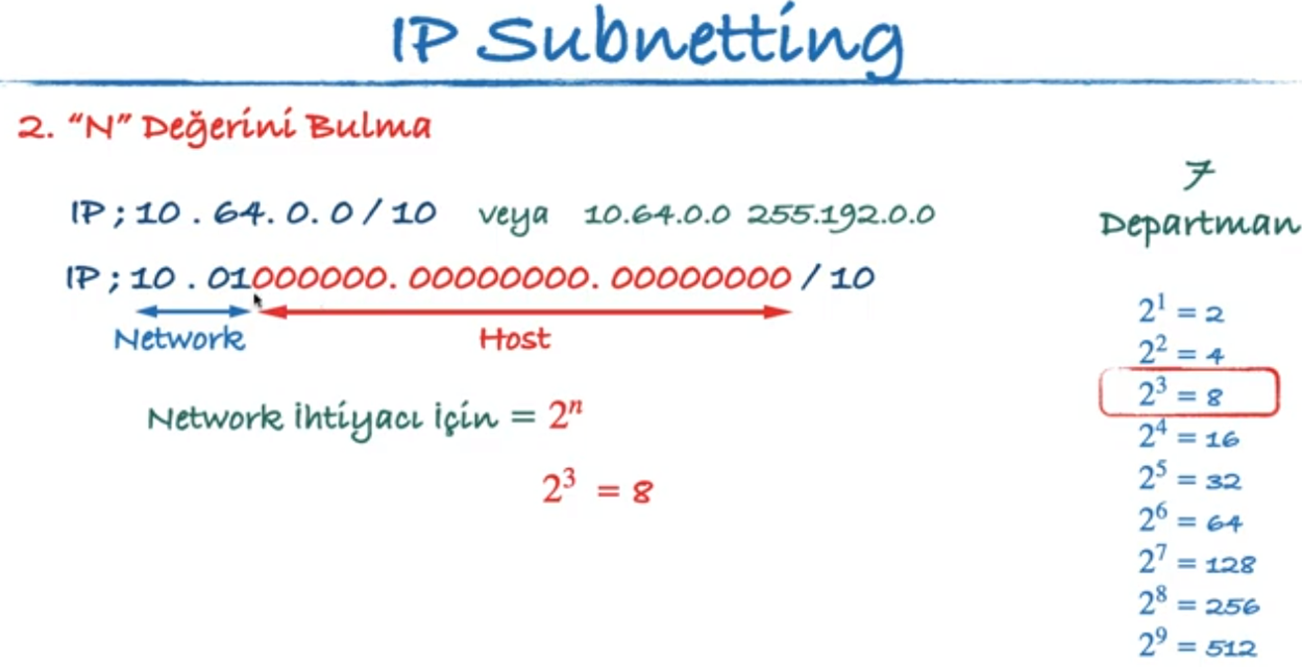 IP Subnetting
2. "N" Değerini Bulma
IP ; 10 . 64. 0. 0 / 10 veya 10.64.0.0 255.192.0.0
IP ; 10 . 01000000. 00000000. 00000000 / 10
Network Host
Network İhtiyacı İçin = 2ⁿ
2³ = 8
7
Departman
2¹ = 2
2² = 4
2³ = 8
2⁴ = 16
2⁵ = 32
2⁶ = 64
2⁷ = 128
2⁸ = 256
2⁹ = 512